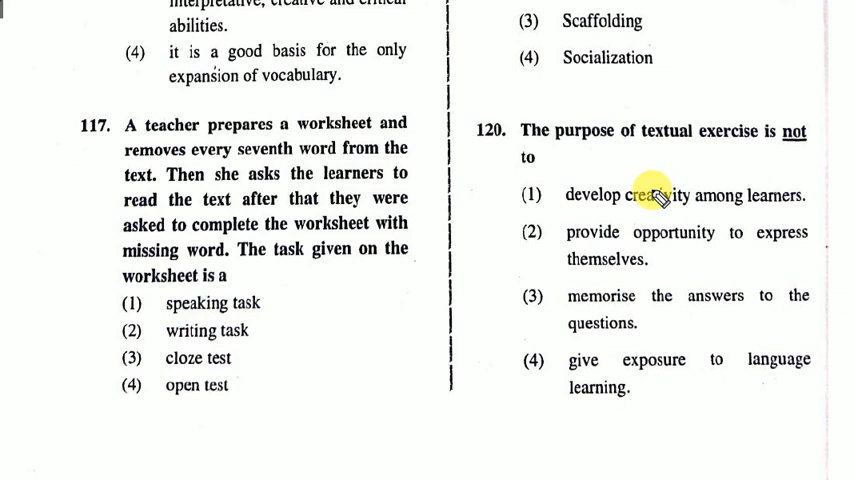 interpretative, creative and critical
abilities.
(4) it is a good basis for the only
expansion of vocabulary.
117. A teacher prepares a worksheet and
removes every seventh word from the
text. Then she asks the learners to
read the text after that they were
asked to complete the worksheet with
missing word. The task given on the
worksheet is a
(1) speaking task
(2) writing task
(3) cloze test
(4) open test
(3) Scaffolding
(4) Socialization
120. The purpose of textual exercise is not
to
(1) develop creativity among learners.
(2) provide opportunity to express
themselves.
(3) memorise the answers to the
questions.
(4) give exposure to language
learning.